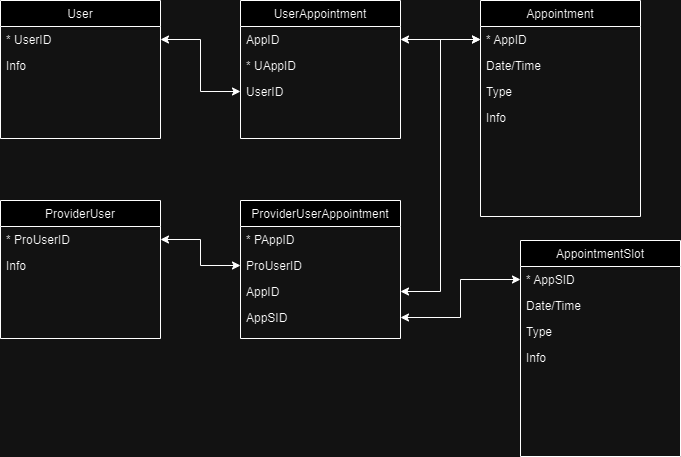 User
* UserID
Info
UserAppointment
AppID
* UAppID
UserID
Appointment
* AppID
Date/Time
Type
Info
ProviderUser
* ProUserID
Info
ProviderUserAppointment
* PAppID
ProUserID
AppID
AppSID
AppointmentSlot
* AppSID
Date/Time
Type
Info